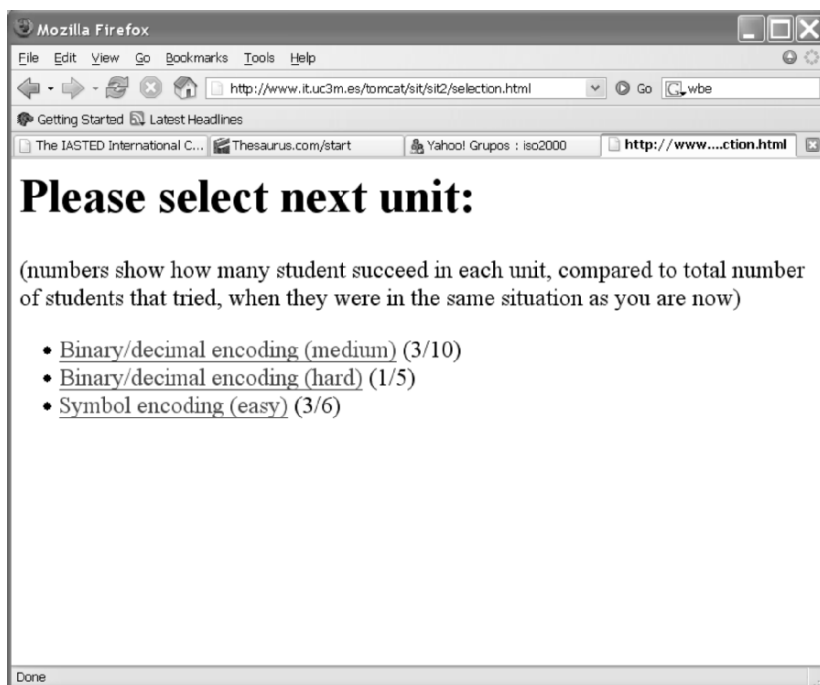 Mozilla Firefox
File Edit View Go Bookmarks Tools Help
http://www.it.uc3m.es/tomcat/sit/sit2/selection.html Go G wbe
Getting Started Latest Headlines
The IASTED International C... Thesaurus.com/start Yahoo! Grupos : iso2000 http://www....ction.html
Please select next unit:
(numbers show how many student succeed in each unit, compared to total number
of students that tried, when they were in the same situation as you are now)
Binary/decimal encoding (medium) (3/10)
Binary/decimal encoding (hard) (1/5)
Symbol encoding (easy) (3/6)
Done